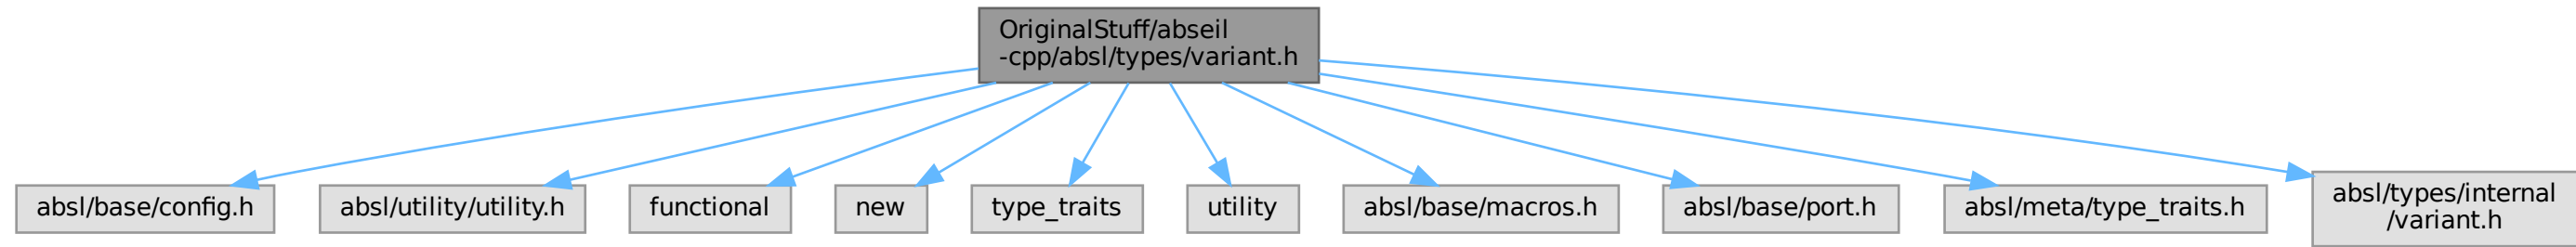 OriginalStuff/abseil
-cpp/absl/types/variant.h
absl/base/config.h
absl/utility/utility.h
functional
new
type_traits
utility
absl/base/macros.h
absl/base/port.h
absl/meta/type_traits.h
absl/types/internal
/variant.h